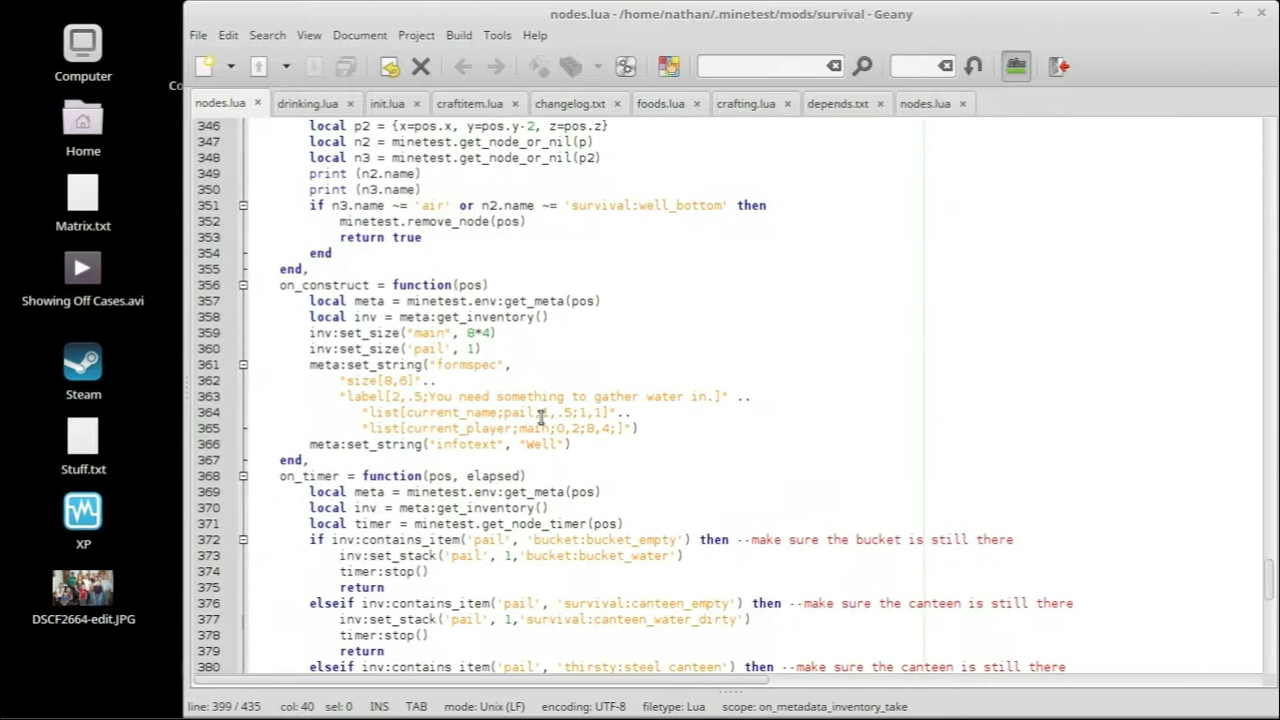 nodes.lua - /home/nathan/.minetest/mods/survival - Geany
File Edit Search View Document Project Build Tools Help
nodes.lua drinking.lua init.lua craftitem.lua changelog.txt foods.lua crafting.lua depends.txt nodes.lua
346 local p2 = {x=pos.x, y=pos.y-2, z=pos.z}
347 local n2 = minetest.get_node_or_nil(p)
348 local n3 = minetest.get_node_or_nil(p2)
349 print (n2.name)
350 print (n3.name)
351 if n3.name ~= 'air' or n2.name ~= 'survival:well_bottom' then
352 minetest.remove_node(pos)
353 return true
354 end
355 end,
356 on_construct = function(pos)
357 local meta = minetest.env:get_meta(pos)
358 local inv = meta:get_inventory()
359 inv:set_size("main", 8*4)
360 inv:set_size('pail', 1)
361 meta:set_string("formspec",
362 "size[8,6]"..
363 "label[2,.5;You need something to gather water in.]" ..
364 "list[current_name;pail;1,.5;1,1]"..
365 "list[current_player;main;0,2;8,4;]")
366 meta:set_string("infotext", "Well")
367 end,
368 on_timer = function(pos, elapsed)
369 local meta = minetest.env:get_meta(pos)
370 local inv = meta:get_inventory()
371 local timer = minetest.get_node_timer(pos)
372 if inv:contains_item('pail', 'bucket:bucket_empty') then --make sure the bucket is still there
373 inv:set_stack('pail', 1,'bucket:bucket_water')
374 timer:stop()
375 return
376 elseif inv:contains_item('pail', 'survival:canteen_empty') then --make sure the canteen is still there
377 inv:set_stack('pail', 1,'survival:canteen_water_dirty')
378 timer:stop()
379 return
380 elseif inv:contains_item('pail', 'thirsty:steel_canteen') then --make sure the canteen is still there
line: 399 / 435 col: 40 sel: 0 INS TAB mode: Unix (LF) encoding: UTF-8 filetype: Lua scope: on_metadata_inventory_take
Computer
Co
Home
Matrix.txt
Showing Off Cases.avi
Steam
Stuff.txt
XP
DSCF2664-edit.JPG